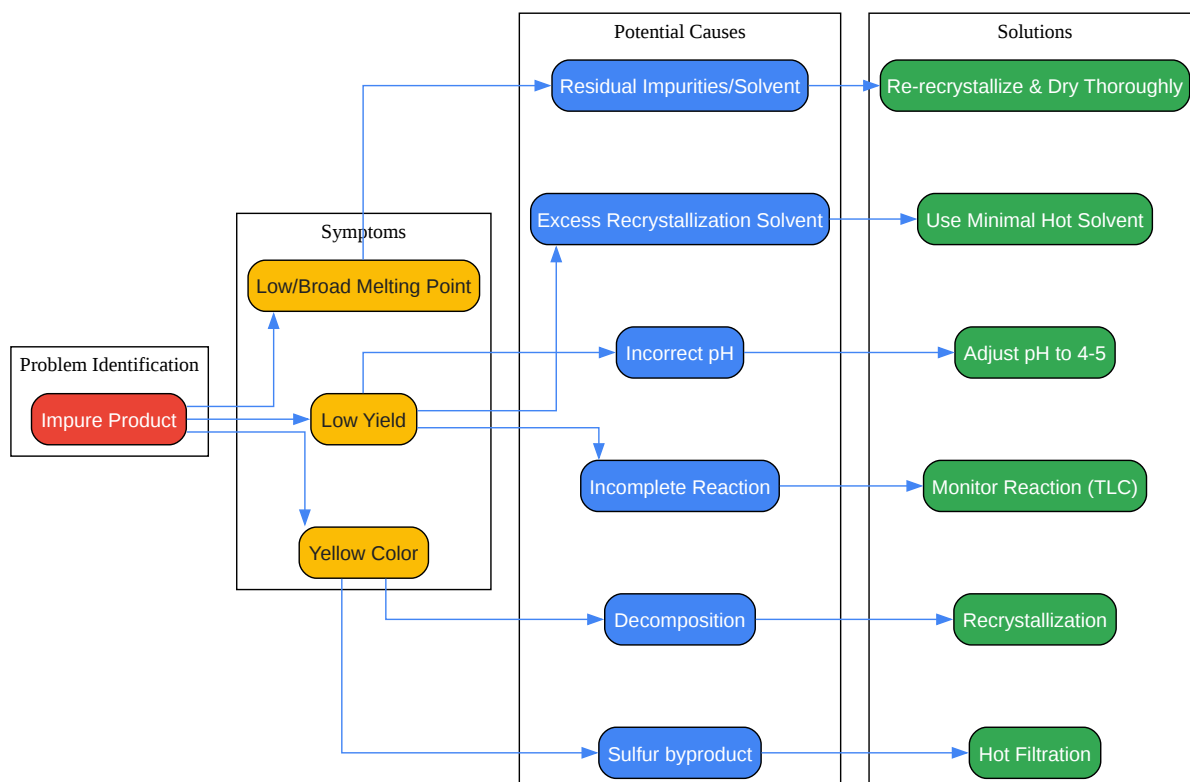 Problem Identification
Impure Product
Symptoms
Low/Broad Melting Point
Low Yield
Yellow Color
Potential Causes
Residual Impurities/Solvent
Excess Recrystallization Solvent
Incorrect pH
Incomplete Reaction
Decomposition
Sulfur byproduct
Solutions
Re-recrystallize & Dry Thoroughly
Use Minimal Hot Solvent
Adjust pH to 4-5
Monitor Reaction (TLC)
Recrystallization
Hot Filtration